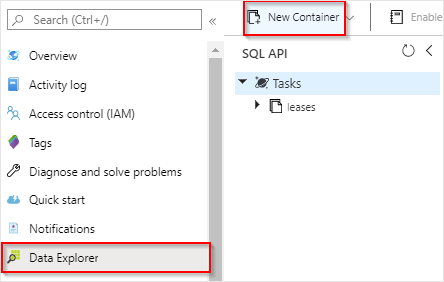 Search (Ctrl+/)
Overview
Activity log
Access control (IAM)
Tags
Diagnose and solve problems
Quick start
Notifications
Data Explorer
New Container
Enable
SQL API
Tasks
leases